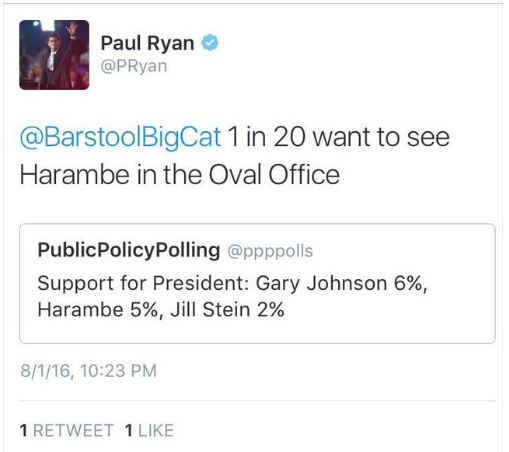 Paul Ryan
@PRyan
@BarstoolBigCat 1 in 20 want to see
Harambe in the Oval Office
PublicPolicyPolling @ppppolls
Support for President: Gary Johnson 6%,
Harambe 5%, Jill Stein 2%
8/1/16, 10:23 PM
1 RETWEET 1 LIKE